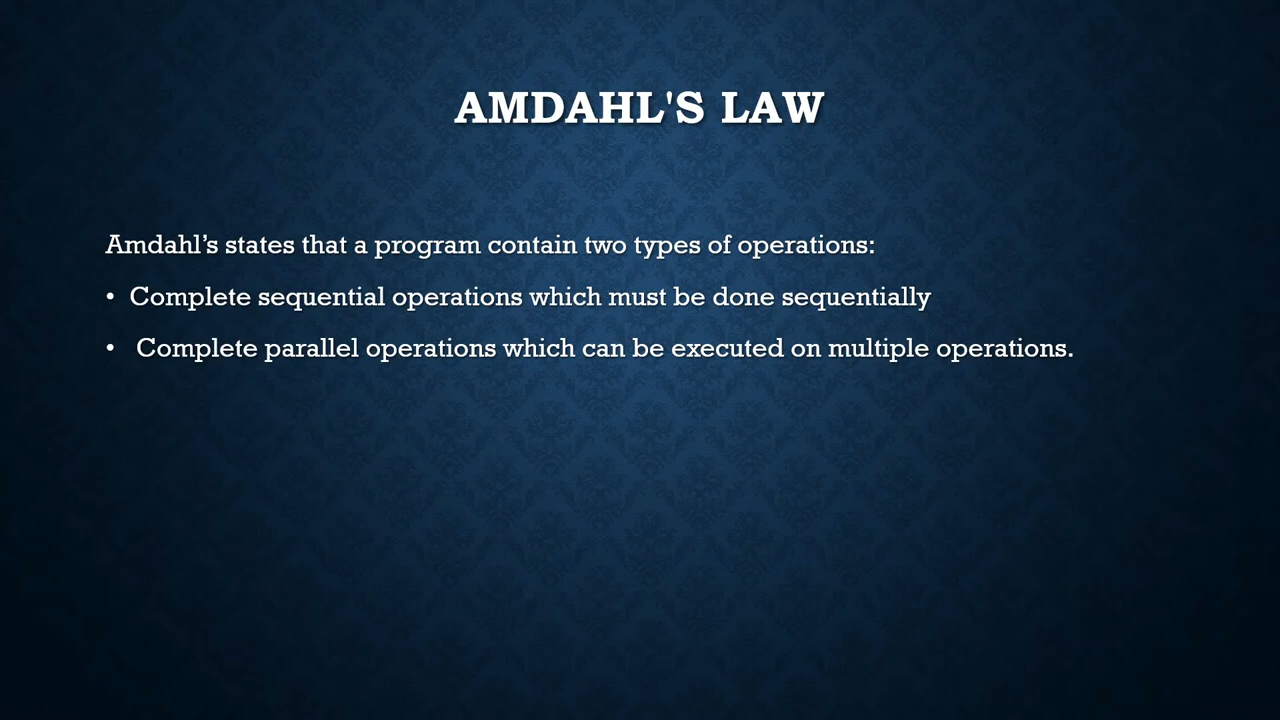 AMDAHL'S LAW
Amdahl’s states that a program contain two types of operations:
• Complete sequential operations which must be done sequentially
• Complete parallel operations which can be executed on multiple operations.